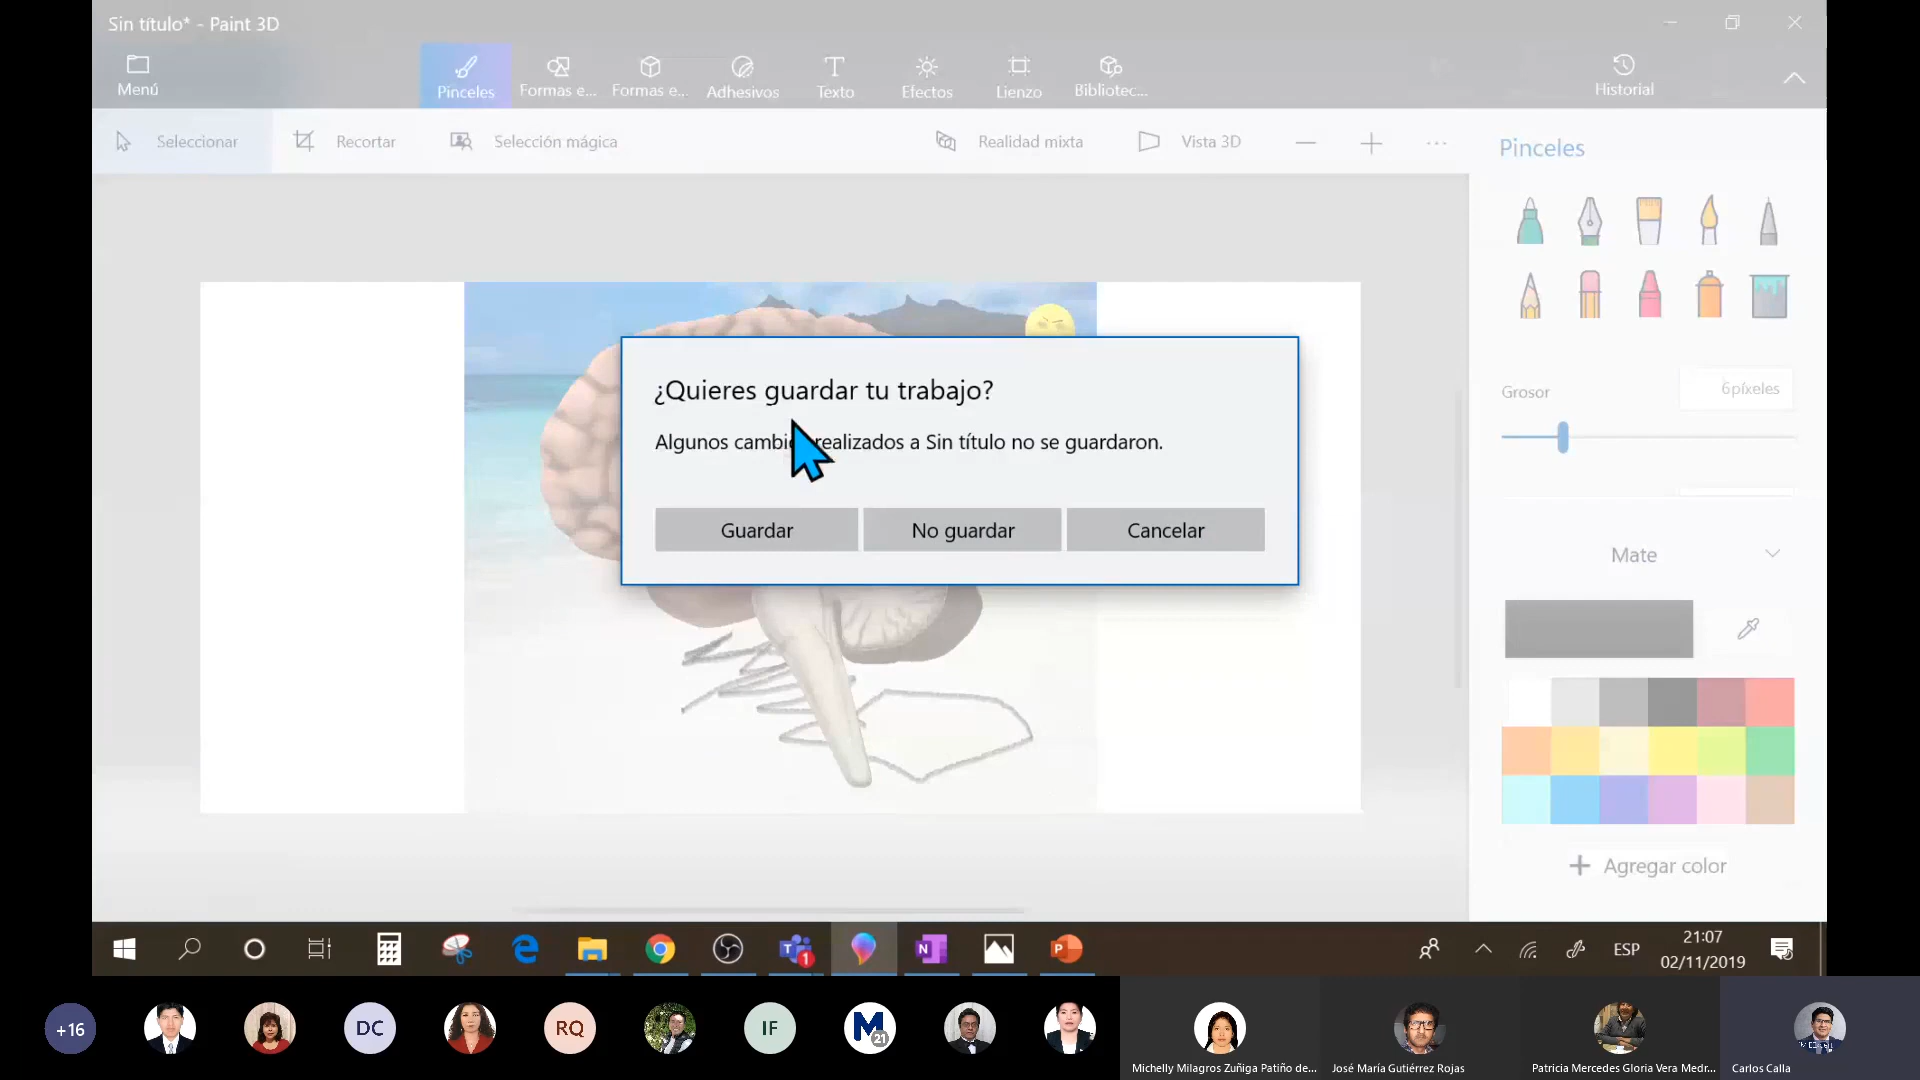 Sin título* - Paint 3D
Menú
Pinceles
Formas e...
Formas e...
Adhesivos
Texto
Efectos
Lienzo
Bibliotec...
Historial
Seleccionar
Recortar
Selección mágica
Realidad mixta
Vista 3D
Pinceles
¿Quieres guardar tu trabajo?
Grosor
6píxeles
Algunos cambi realizados a Sin título no se guardaron.
Guardar
No guardar
Cancelar
Mate
Agregar color
ESP
21:07
02/11/2019
1
+16
DC
RQ
IF
M
21
Michelly Milagros Zuñiga Patiño de...
José María Gutiérrez Rojas
Patricia Mercedes Gloria Vera Medr...
Carlos Calla